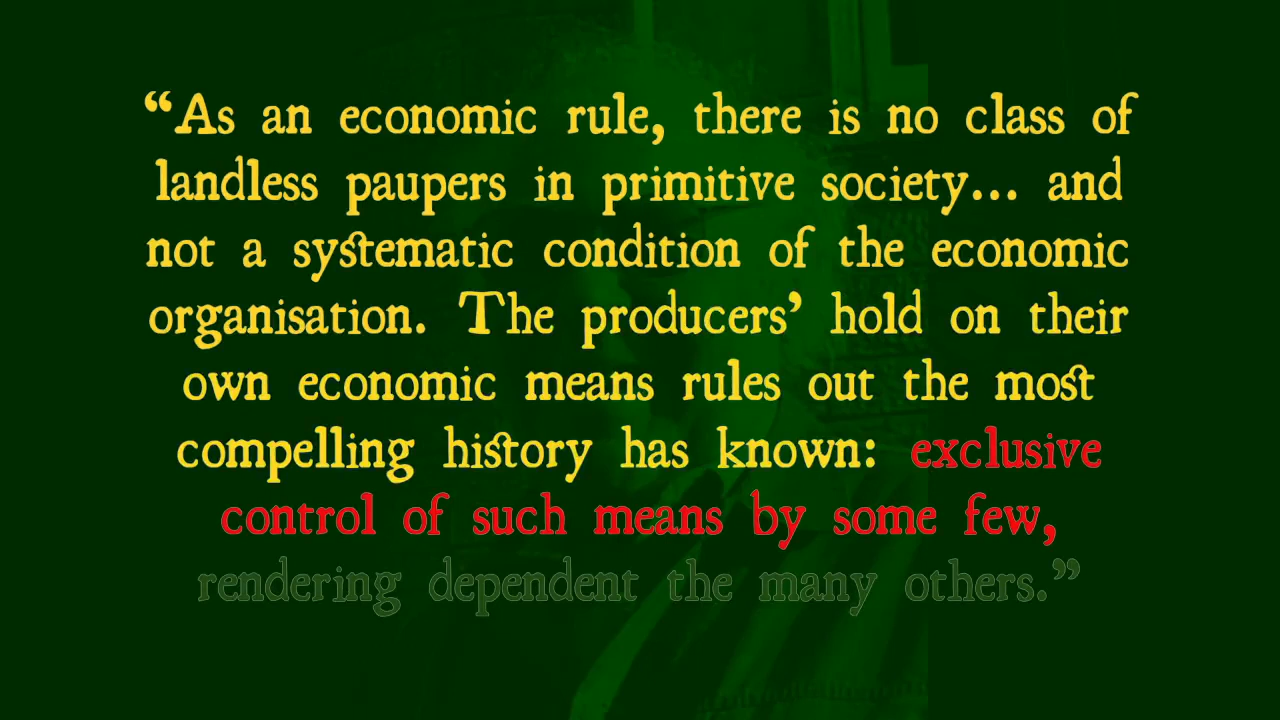 “As an economic rule, there is no class of
landless paupers in primitive society... and
not a systematic condition of the economic
organisation. The producers’ hold on their
own economic means rules out the most
compelling history has known: exclusive
control of such means by some few,
rendering dependent the many others.”